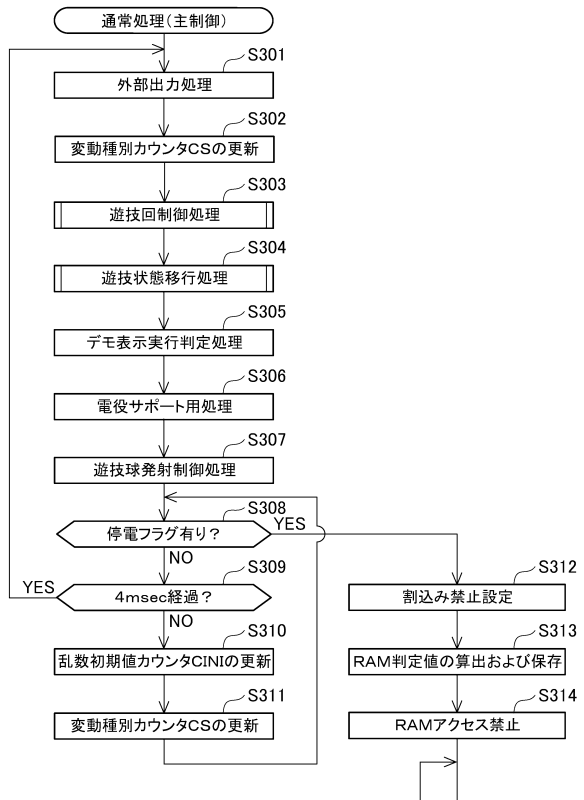 通常処理(主制御)
S301
外部出力処理
S302
変動種別カウンタCSの更新
S303
遊技回制御処理
S304
遊技状態移行処理
S305
デモ表示実行判定処理
S306
電役サポート用処理
S307
遊技球発射制御処理
S308
停電フラグ有り?
YES
NO
S309
4msec経過?
YES
NO
S310
乱数初期値カウンタCINIの更新
S311
変動種別カウンタCSの更新
S312
割込み禁止設定
S313
RAM判定値の算出および保存
S314
RAMアクセス禁止